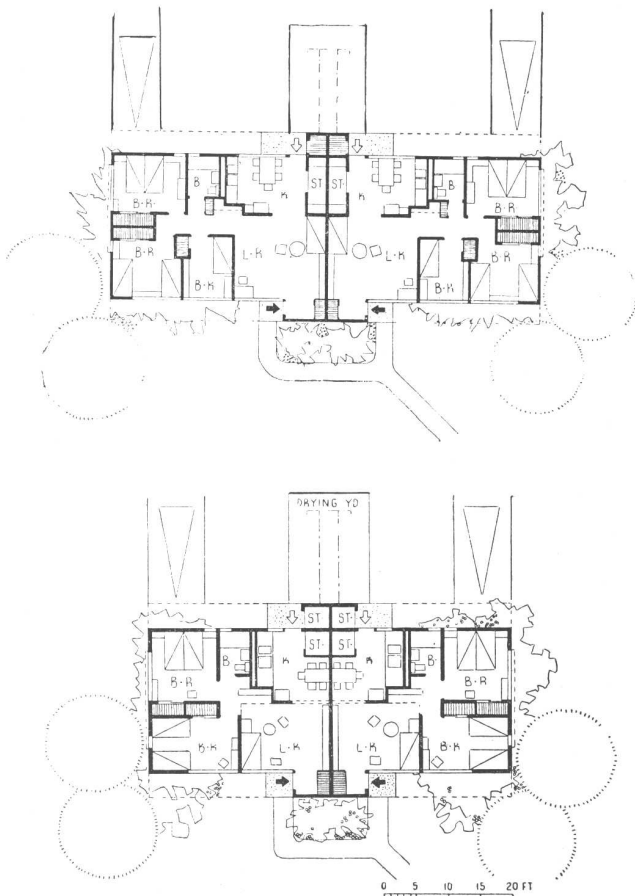 B ST. ST. B
B·R K K B·R
B·R L·K L·K B·R
B·K B·K
DRYING YD
ST ST
ST. ST.
B K K B
B·R B·R
B·K L·K L·K B·K
0 5 10 15 20 FT